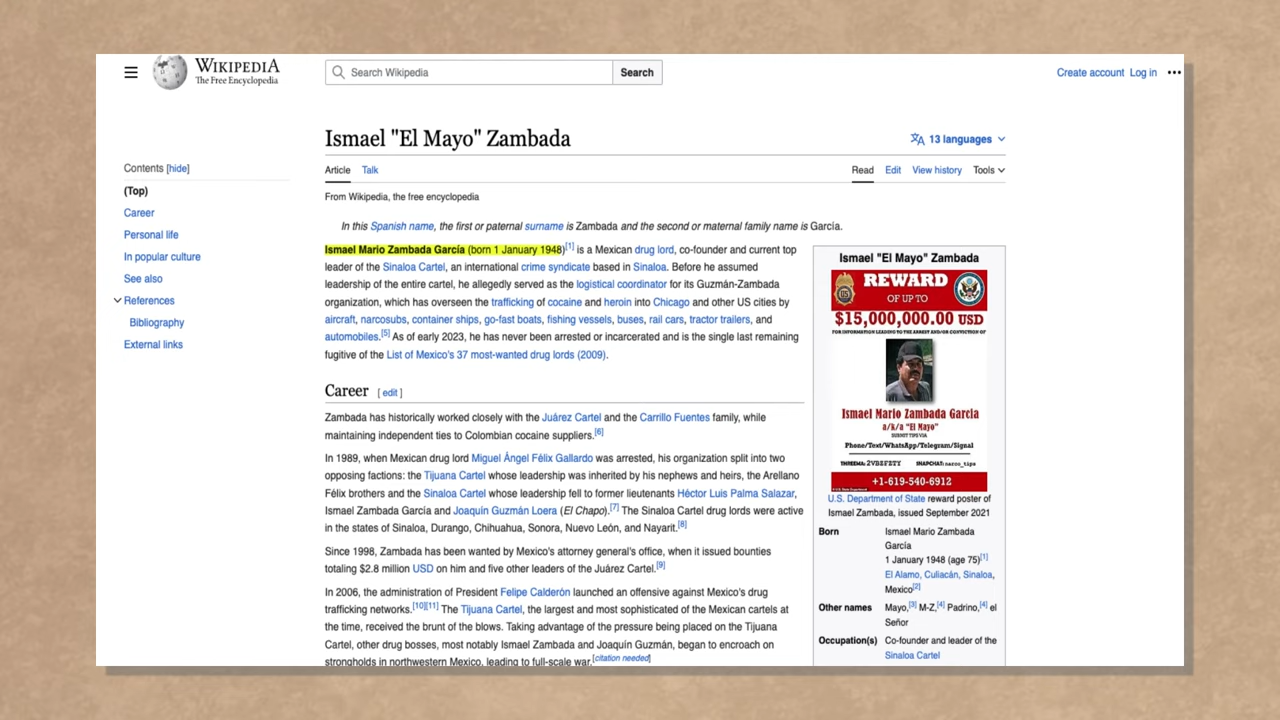 WIKIPEDIA
The Free Encyclopedia
Search Wikipedia
Search
Create account Log in
Ismael "El Mayo" Zambada
13 languages
Contents [hide]
(Top)
Career
Personal life
In popular culture
See also
References
Bibliography
External links
Article Talk
Read Edit View history Tools
From Wikipedia, the free encyclopedia
In this Spanish name, the first or paternal surname is Zambada and the second or maternal family name is García.
Ismael Mario Zambada García (born 1 January 1948)[1] is a Mexican drug lord, co-founder and current top
leader of the Sinaloa Cartel, an international crime syndicate based in Sinaloa. Before he assumed
leadership of the entire cartel, he allegedly served as the logistical coordinator for its Guzmán-Zambada
organization, which has overseen the trafficking of cocaine and heroin into Chicago and other US cities by
aircraft, narcosubs, container ships, go-fast boats, fishing vessels, buses, rail cars, tractor trailers, and
automobiles.[5] As of early 2023, he has never been arrested or incarcerated and is the single last remaining
fugitive of the List of Mexico's 37 most-wanted drug lords (2009).
Career [ edit ]
Zambada has historically worked closely with the Juárez Cartel and the Carrillo Fuentes family, while
maintaining independent ties to Colombian cocaine suppliers.[6]
In 1989, when Mexican drug lord Miguel Ángel Félix Gallardo was arrested, his organization split into two
opposing factions: the Tijuana Cartel whose leadership was inherited by his nephews and heirs, the Arellano
Félix brothers and the Sinaloa Cartel whose leadership fell to former lieutenants Héctor Luis Palma Salazar,
Ismael Zambada García and Joaquín Guzmán Loera (El Chapo).[7] The Sinaloa Cartel drug lords were active
in the states of Sinaloa, Durango, Chihuahua, Sonora, Nuevo León, and Nayarit.[8]
Since 1998, Zambada has been wanted by Mexico's attorney general's office, when it issued bounties
totaling $2.8 million USD on him and five other leaders of the Juárez Cartel.[9]
In 2006, the administration of President Felipe Calderón launched an offensive against Mexico's drug
trafficking networks.[10][11] The Tijuana Cartel, the largest and most sophisticated of the Mexican cartels at
the time, received the brunt of the blows. Taking advantage of the pressure being placed on the Tijuana
Cartel, other drug bosses, most notably Ismael Zambada and Joaquín Guzmán, began to encroach on
strongholds in northwestern Mexico, leading to full-scale war.[citation needed]
Ismael "El Mayo" Zambada
REWARD
OF UP TO
$15,000,000.00 USD
FOR INFORMATION LEADING TO THE ARREST AND/OR CONVICTION OF
Ismael Mario Zambada Garcia
a/k/a "El Mayo"
SUBMIT TIPS VIA
Phone/Text/WhatsApp/Telegram/Signal
THREEMA: SNAPCHAT: narco_tips
+1-619-540-6912
U.S. Department of State reward poster of
Ismael Zambada, issued September 2021
Born Ismael Mario Zambada
García
1 January 1948 (age 75)[1]
El Alamo, Culiacán, Sinaloa,
Mexico[2]
Other names Mayo,[3] M-Z,[4] Padrino,[4] el
Señor
Occupation(s) Co-founder and leader of the
Sinaloa Cartel